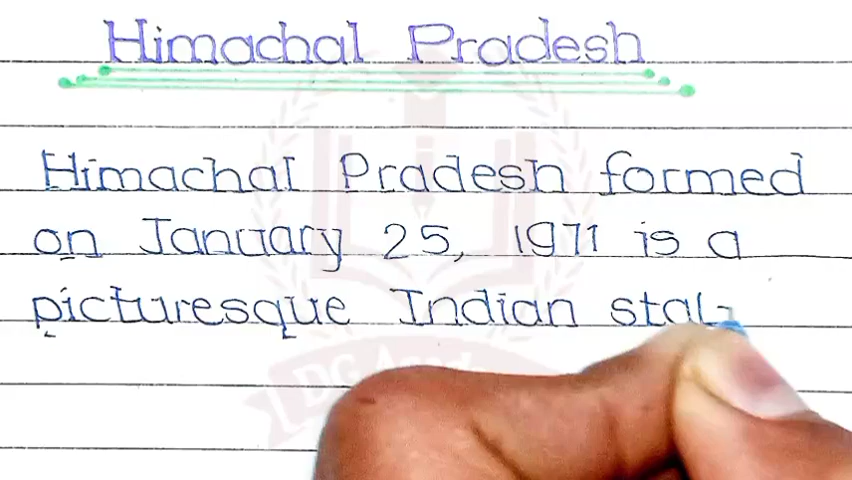 Himachal Pradesh
Himachal Pradesh formed
on January 25, 1971 is a
picturesque Indian